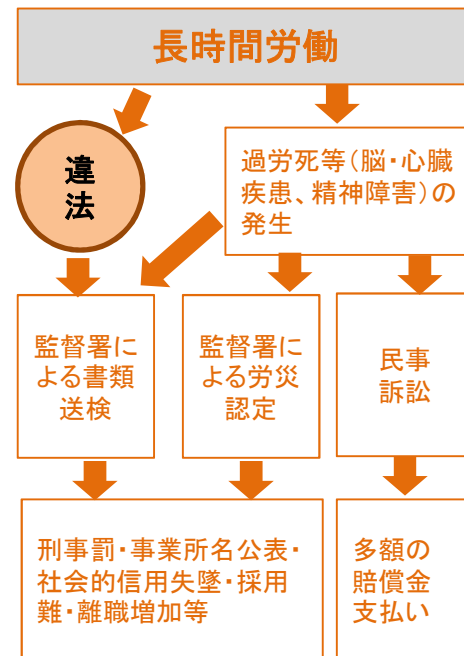 長時間労働
違
法
過労死等(脳・心臓
疾患、精神障害)の
発生
監督署に
よる書類
送検
監督署に
よる労災
認定
民事
訴訟
刑事罰・事業所名公表・
社会的信用失墜・採用
難・離職増加等
多額の
賠償金
支払い